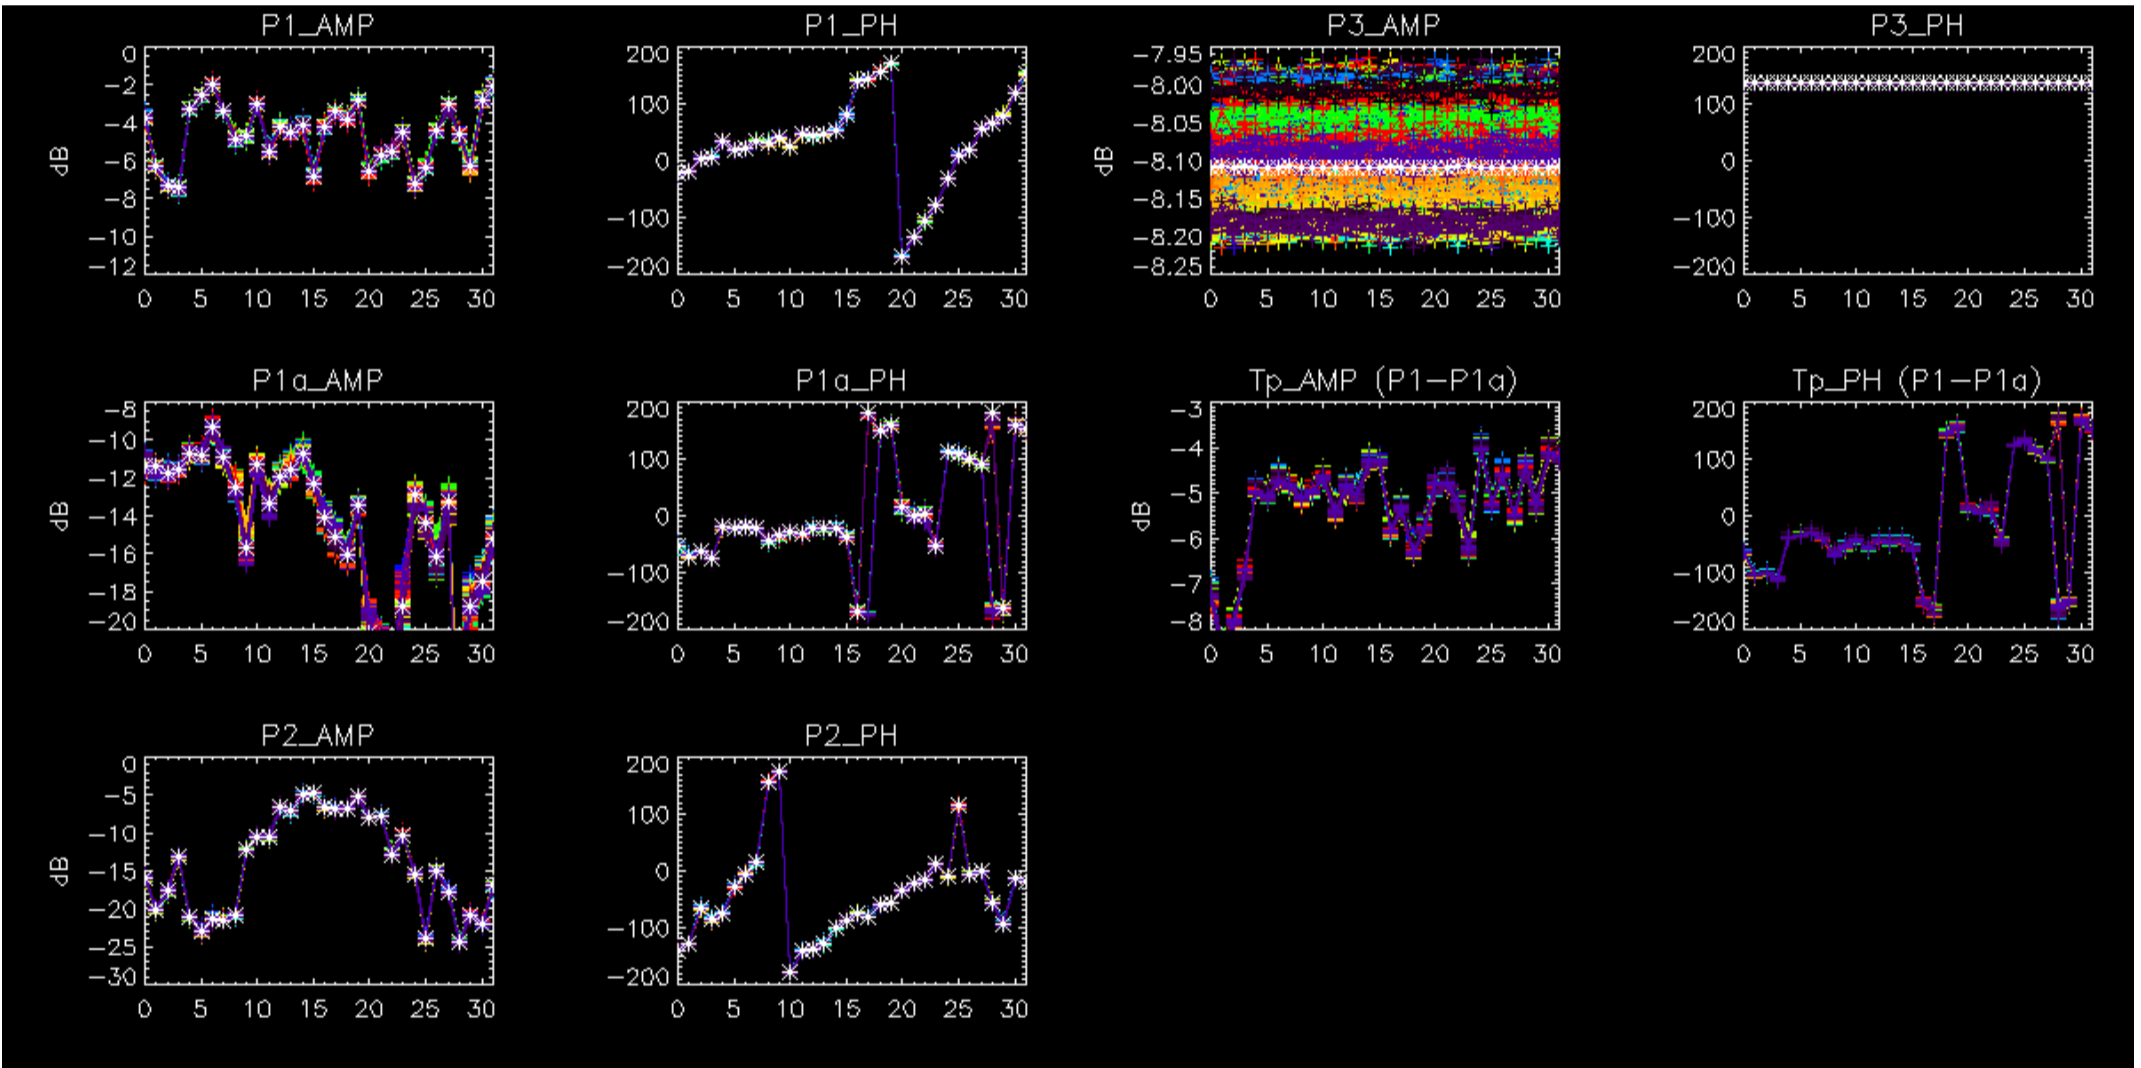 P1_AMP
dB
0
−2
−4
−6
−8
−10
−12
0 5 10 15 20 25 30
P1_PH
200
100
0
−100
−200
0 5 10 15 20 25 30
P3_AMP
dB
−7.95
−8.00
−8.05
−8.10
−8.15
−8.20
−8.25
0 5 10 15 20 25 30
P3_PH
200
100
0
−100
−200
0 5 10 15 20 25 30
P1a_AMP
dB
−8
−10
−12
−14
−16
−18
−20
0 5 10 15 20 25 30
P1a_PH
200
100
0
−100
−200
0 5 10 15 20 25 30
Tp_AMP (P1−P1a)
dB
−3
−4
−5
−6
−7
−8
0 5 10 15 20 25 30
Tp_PH (P1−P1a)
200
100
0
−100
−200
0 5 10 15 20 25 30
P2_AMP
dB
0
−5
−10
−15
−20
−25
−30
0 5 10 15 20 25 30
P2_PH
200
100
0
−100
−200
0 5 10 15 20 25 30